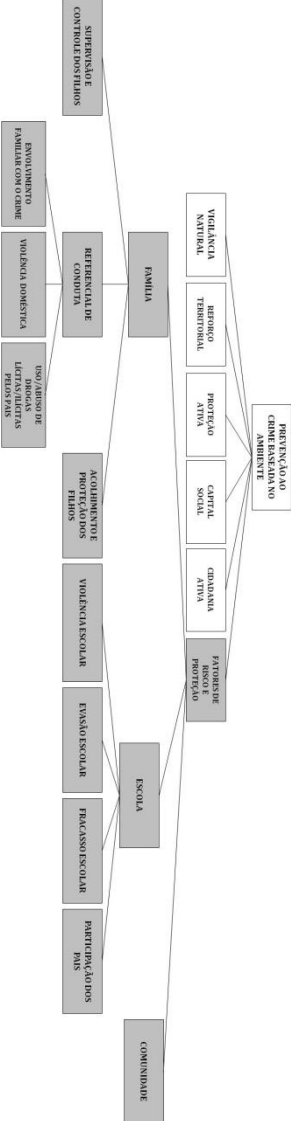 PREVENÇÃO AO
CRIME BASEADA NO
AMBIENTE
VIGILÂNCIA
NATURAL
REFORÇO
TERRITORIAL
PROTEÇÃO
ATIVA
CAPITAL
SOCIAL
CIDADANIA
ATIVA
FATORES DE
RISCO E
PROTEÇÃO
FAMÍLIA
ESCOLA
COMUNIDADE
SUPERVISÃO E
CONTROLE DOS FILHOS
REFERENCIAL DE
CONDUTA
ACOLHIMENTO E
PROTEÇÃO DOS
FILHOS
VIOLÊNCIA ESCOLAR
EVASÃO ESCOLAR
FRACASSO ESCOLAR
PARTICIPAÇÃO DOS
PAIS
ENVOLVIMENTO
FAMILIAR COM O CRIME
VIOLÊNCIA DOMÉSTICA
USO/ABUSO DE
DROGAS
LÍCITAS/ILÍCITAS
PELOS PAIS